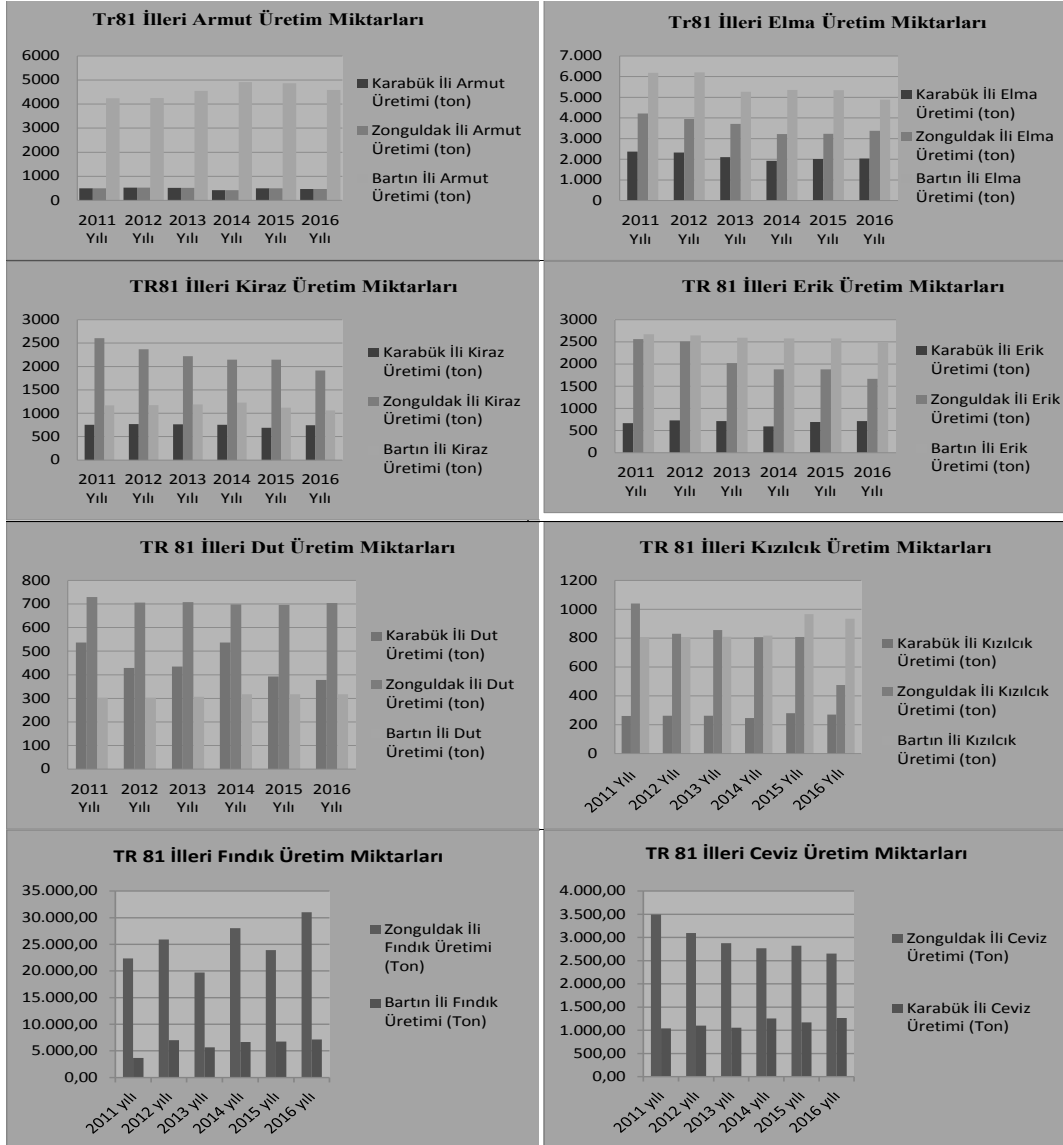 Tr81 İlleri Armut Üretim Miktarları
6000
5000
4000
3000
2000
1000
0
2011
Yılı
2012
Yılı
2013
Yılı
2014
Yılı
2015
Yılı
2016
Yılı
Karabük İli Armut
Üretimi (ton)
Zonguldak İli Armut
Üretimi (ton)
Bartın İli Armut
Üretimi (ton)
Tr81 İlleri Elma Üretim Miktarları
7.000
6.000
5.000
4.000
3.000
2.000
1.000
0
2011
Yılı
2012
Yılı
2013
Yılı
2014
Yılı
2015
Yılı
2016
Yılı
Karabük İli Elma
Üretimi (ton)
Zonguldak İli Elma
Üretimi (ton)
Bartın İli Elma
Üretimi (ton)
TR81 İlleri Kiraz Üretim Miktarları
3000
2500
2000
1500
1000
500
0
2011
Yılı
2012
Yılı
2013
Yılı
2014
Yılı
2015
Yılı
2016
Yılı
Karabük İli Kiraz
Üretimi (ton)
Zonguldak İli Kiraz
Üretimi (ton)
Bartın İli Kiraz
Üretimi (ton)
TR 81 İlleri Erik Üretim Miktarları
3000
2500
2000
1500
1000
500
0
2011
Yılı
2012
Yılı
2013
Yılı
2014
Yılı
2015
Yılı
2016
Yılı
Karabük İli Erik
Üretimi (ton)
Zonguldak İli Erik
Üretimi (ton)
Bartın İli Erik
Üretimi (ton)
TR 81 İlleri Dut Üretim Miktarları
800
700
600
500
400
300
200
100
0
2011
Yılı
2012
Yılı
2013
Yılı
2014
Yılı
2015
Yılı
2016
Yılı
Karabük İli Dut
Üretimi (ton)
Zonguldak İli Dut
Üretimi (ton)
Bartın İli Dut
Üretimi (ton)
TR 81 İlleri Kızılcık Üretim Miktarları
1200
1000
800
600
400
200
0
2011 Yılı
2012 Yılı
2013 Yılı
2014 Yılı
2015 Yılı
2016 Yılı
Karabük İli Kızılcık
Üretimi (ton)
Zonguldak İli Kızılcık
Üretimi (ton)
Bartın İli Kızılcık
Üretimi (ton)
TR 81 İlleri Fındık Üretim Miktarları
35.000,00
30.000,00
25.000,00
20.000,00
15.000,00
10.000,00
5.000,00
0,00
2011 yılı
2012 yılı
2013 yılı
2014 yılı
2015 yılı
2016 yılı
Zonguldak İli
Fındık Üretimi
(Ton)
Bartın İli Fındık
Üretimi (Ton)
TR 81 İlleri Ceviz Üretim Miktarları
4.000,00
3.500,00
3.000,00
2.500,00
2.000,00
1.500,00
1.000,00
500,00
0,00
2011 yılı
2012 yılı
2013 yılı
2014 yılı
2015 yılı
2016 yılı
Zonguldak İli Ceviz
Üretimi (Ton)
Karabük İli Ceviz
Üretimi (Ton)